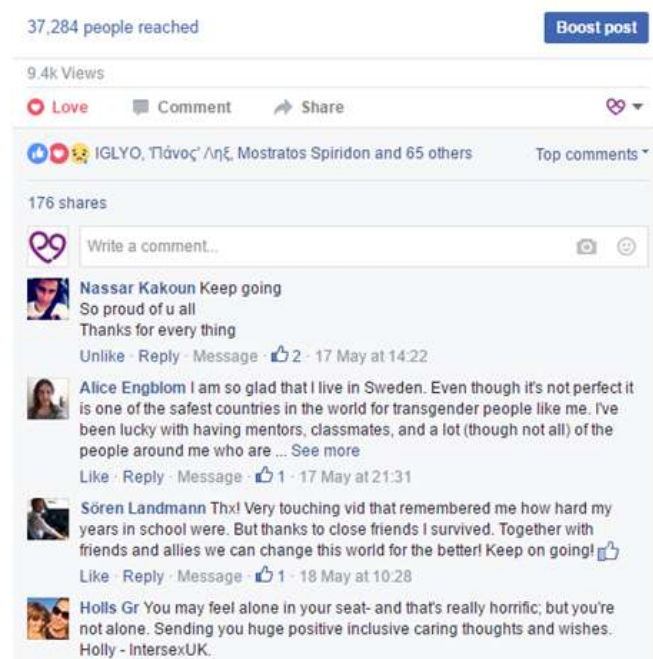 37,284 people reached
Boost post
9.4k Views
Love Comment Share
IGLYO, 'Πάνος' Ληξ, Mostratos Spiridon and 65 others
Top comments
176 shares
Write a comment...
Nassar Kakoun Keep going
So proud of u all
Thanks for every thing
Unlike · Reply · Message · 2 · 17 May at 14:22
Alice Engblom I am so glad that I live in Sweden. Even though it's not perfect it
is one of the safest countries in the world for transgender people like me. I've
been lucky with having mentors, classmates, and a lot (though not all) of the
people around me who are ... See more
Like · Reply · Message · 1 · 17 May at 21:31
Sören Landmann Thx! Very touching vid that remembered me how hard my
years in school were. But thanks to close friends I survived. Together with
friends and allies we can change this world for the better! Keep on going!
Like · Reply · Message · 1 · 18 May at 10:28
Holls Gr You may feel alone in your seat- and that's really horrific; but you're
not alone. Sending you huge positive inclusive caring thoughts and wishes.
Holly - IntersexUK.